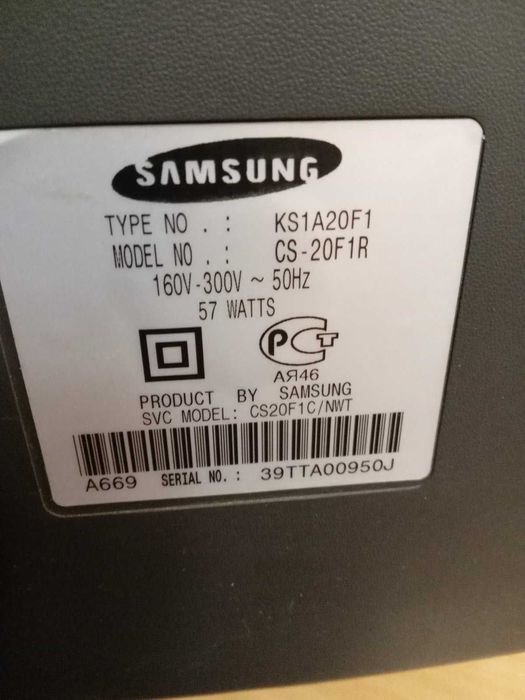 SAMSUNG
TYPE NO . : KS1A20F1
MODEL NO . : CS-20F1R
160V-300V ~ 50Hz
57 WATTS
РСТ
АЯ46
PRODUCT BY SAMSUNG
SVC MODEL: CS20F1C/NWT
A669 SERIAL NO. : 39TTA00950J